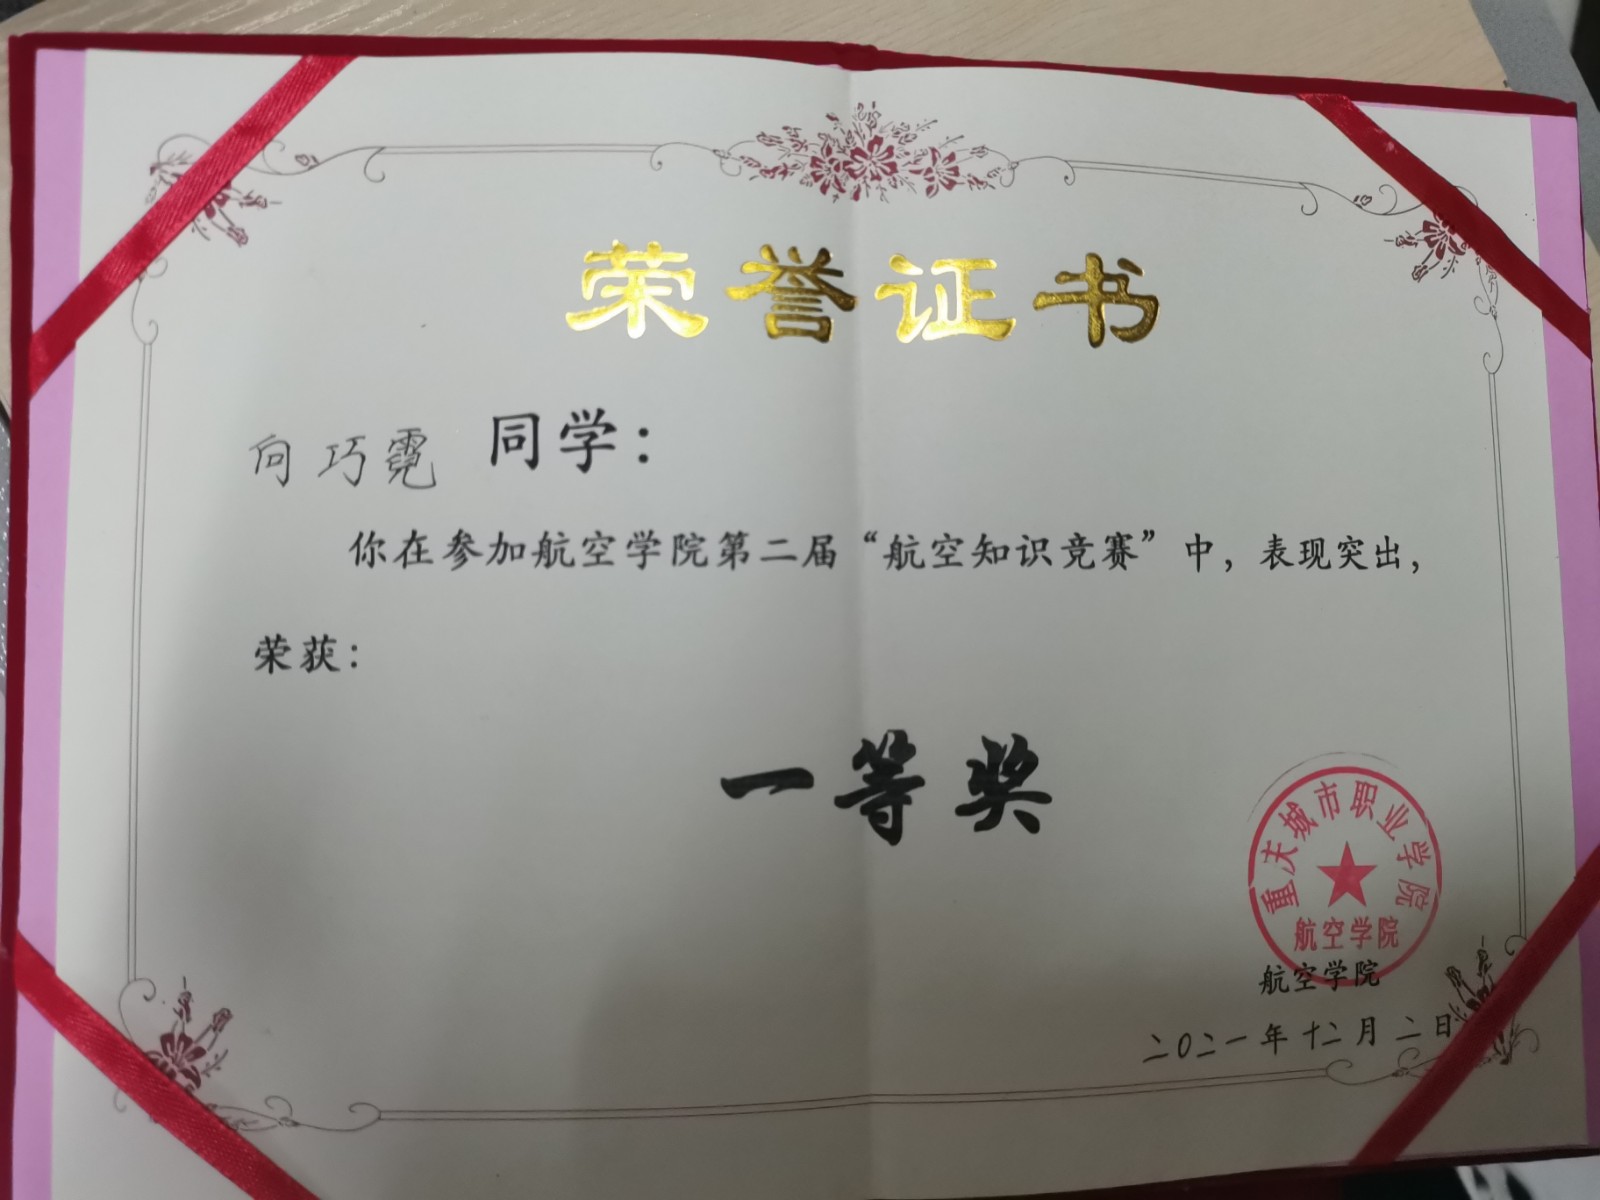 荣誉证书
向巧霓 同学：
你在参加航空学院第二届“航空知识竞赛”中，表现突出，
荣获：
一等奖
重庆城市职业学院
航空学院
航空学院
二〇二一年十二月二日